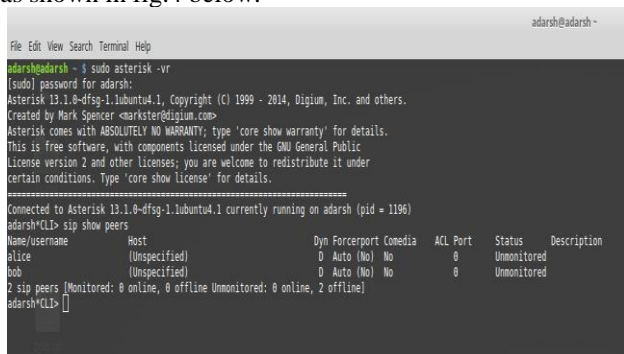 as shown in fig.4 below.
adarsh@adarsh ~
File Edit View Search Terminal Help
adarsh@adarsh ~ $ sudo asterisk -vr
[sudo] password for adarsh:
Asterisk 13.1.0~dfsg-1.1ubuntu4.1, Copyright (C) 1999 - 2014, Digium, Inc. and others.
Created by Mark Spencer <markster@digium.com>
Asterisk comes with ABSOLUTELY NO WARRANTY; type 'core show warranty' for details.
This is free software, with components licensed under the GNU General Public
License version 2 and other licenses; you are welcome to redistribute it under
certain conditions. Type 'core show license' for details.
=========================================================================
Connected to Asterisk 13.1.0~dfsg-1.1ubuntu4.1 currently running on adarsh (pid = 1196)
adarsh*CLI> sip show peers
Name/username Host Dyn Forcerport Comedia ACL Port Status Description
alice (Unspecified) D Auto (No) No 0 Unmonitored
bob (Unspecified) D Auto (No) No 0 Unmonitored
2 sip peers [Monitored: 0 online, 0 offline Unmonitored: 0 online, 2 offline]
adarsh*CLI>